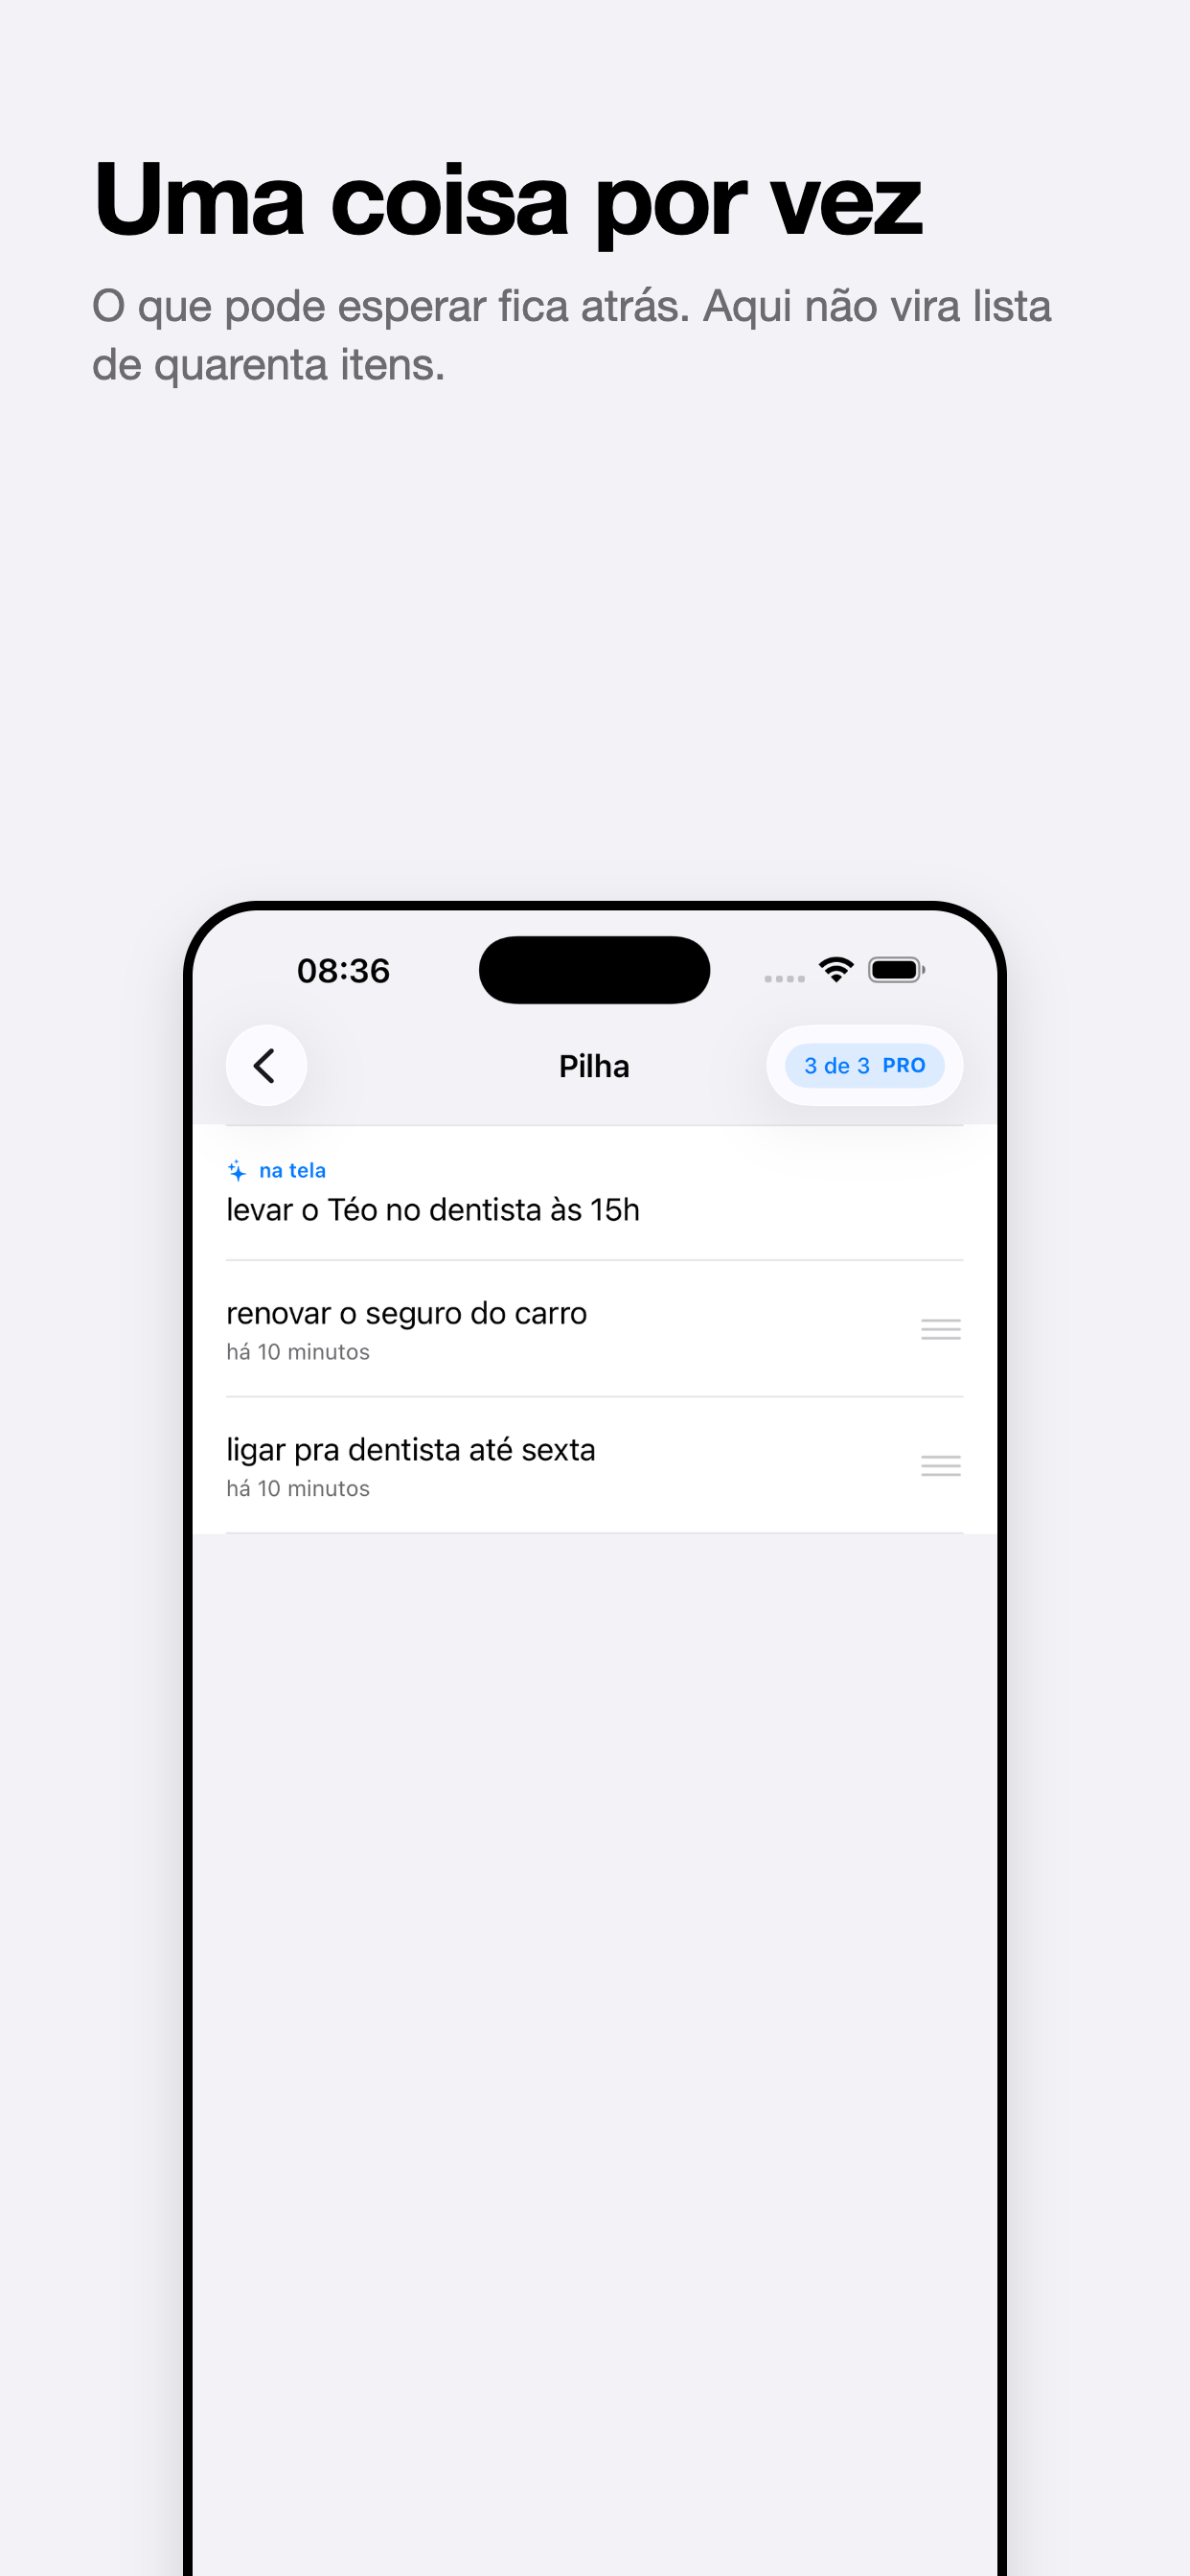 Uma coisa por vez
O que pode esperar fica atrás. Aqui não vira lista
de quarenta itens.
08:36
Pilha
3 de 3 PRO
na tela
levar o Téo no dentista às 15h
renovar o seguro do carro
há 10 minutos
ligar pra dentista até sexta
há 10 minutos